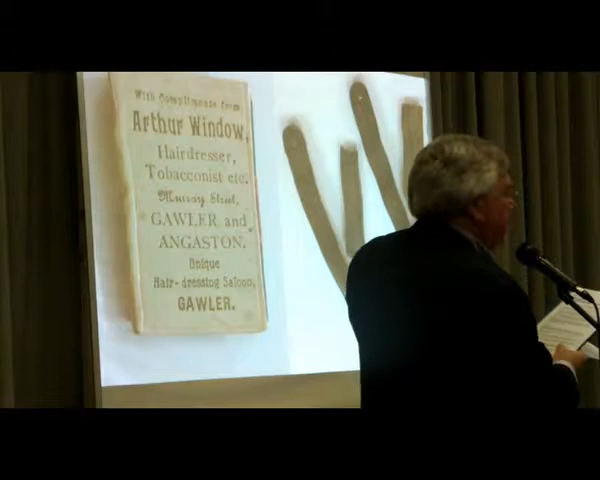 With Compliments from
Arthur Window,
Hairdresser,
Tobacconist etc.
Murray Street,
GAWLER and
ANGASTON.
Unique
Hair-dressing Saloon,
GAWLER.